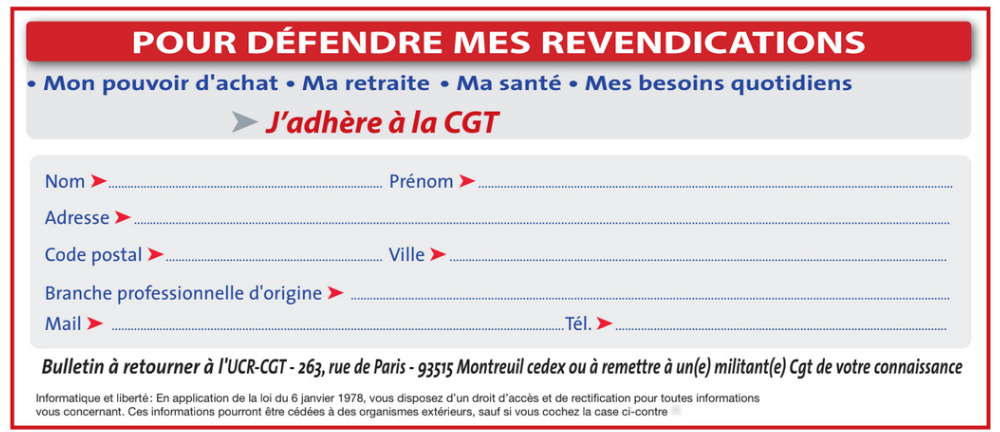 POUR DÉFENDRE MES REVENDICATIONS
• Mon pouvoir d'achat • Ma retraite • Ma santé • Mes besoins quotidiens
➤ J’adhère à la CGT
Nom ➤ Prénom ➤
Adresse ➤
Code postal ➤ Ville ➤
Branche professionnelle d'origine ➤
Mail ➤ Tél. ➤
Bulletin à retourner à l'UCR-CGT - 263, rue de Paris - 93515 Montreuil cedex ou à remettre à un(e) militant(e) Cgt de votre connaissance
Informatique et liberté : En application de la loi du 6 janvier 1978, vous disposez d’un droit d’accès et de rectification pour toutes informations
vous concernant. Ces informations pourront être cédées à des organismes extérieurs, sauf si vous cochez la case ci-contre